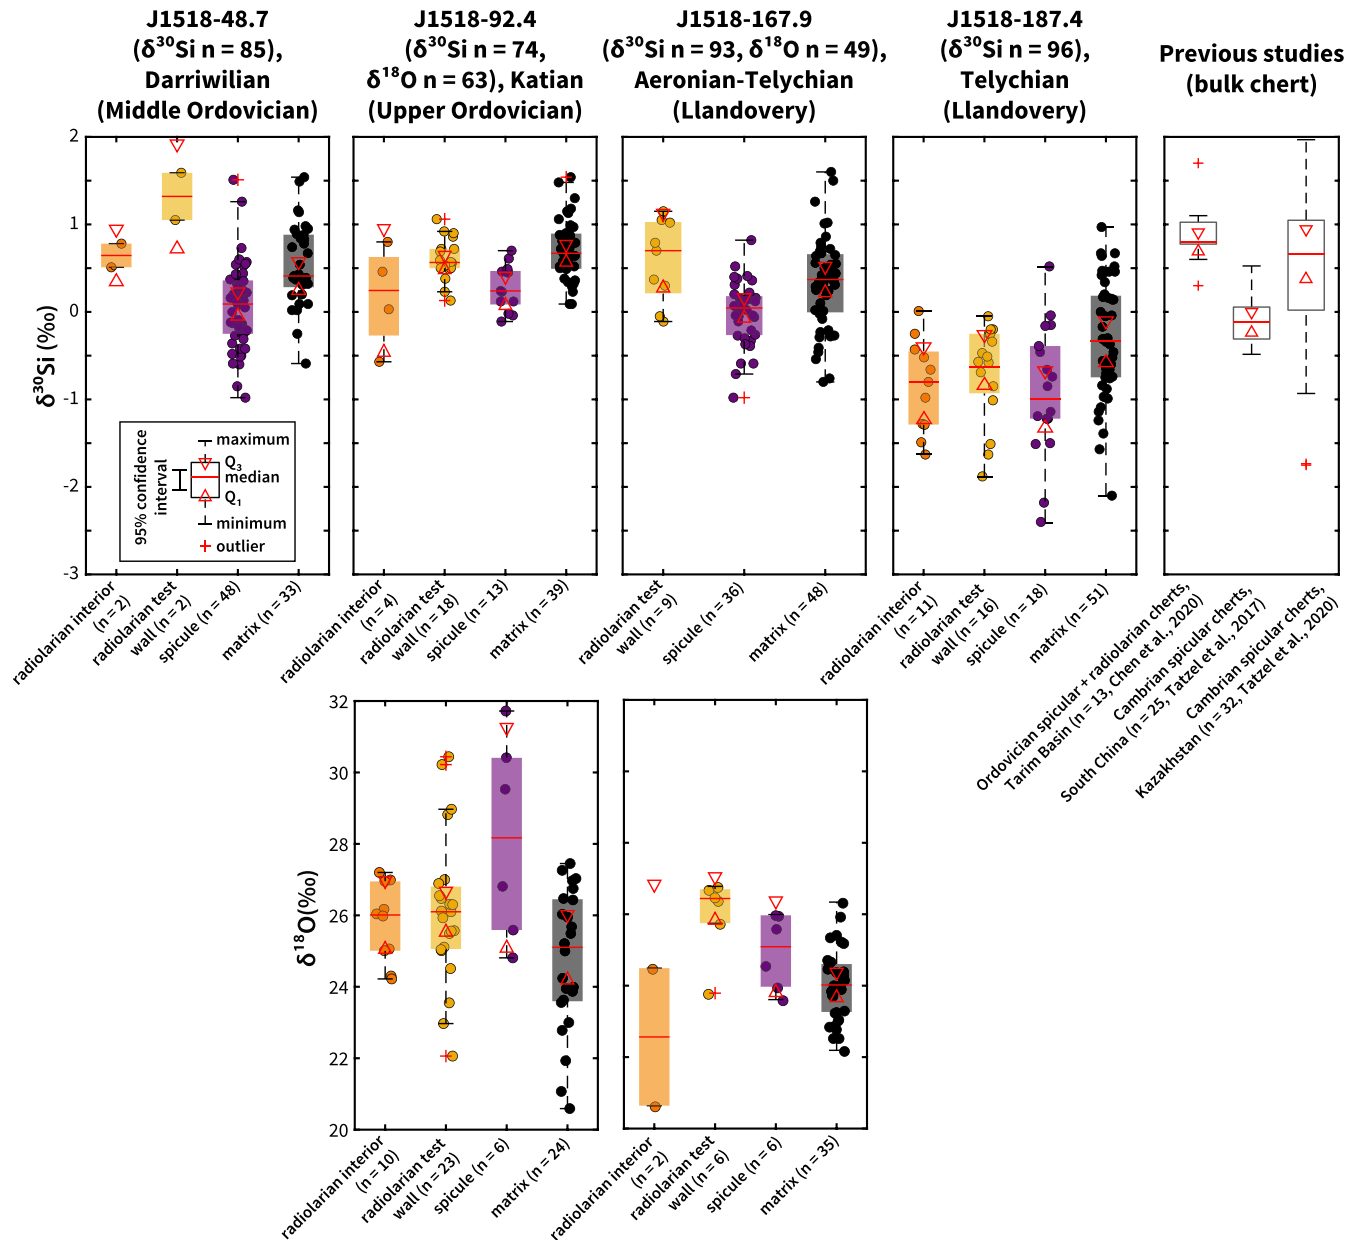 J1518-48.7
(δ³⁰Si n = 85),
Darriwilian
(Middle Ordovician)
J1518-92.4
(δ³⁰Si n = 74,
δ¹⁸O n = 63), Katian
(Upper Ordovician)
J1518-167.9
(δ³⁰Si n = 93, δ¹⁸O n = 49),
Aeronian-Telychian
(Llandovery)
J1518-187.4
(δ³⁰Si n = 96),
Telychian
(Llandovery)
Previous studies
(bulk chert)
δ³⁰Si (‰)
2
1
0
-1
-2
-3
95% confidence
interval
maximum
Q₃
median
Q₁
minimum
outlier
radiolarian interior
(n = 2)
radiolarian test
wall (n = 2)
spicule (n = 48)
matrix (n = 33)
radiolarian interior
(n = 4)
radiolarian test
wall (n = 18)
spicule (n = 13)
matrix (n = 39)
radiolarian test
wall (n = 9)
spicule (n = 36)
matrix (n = 48)
radiolarian interior
(n = 11)
radiolarian test
wall (n = 16)
spicule (n = 18)
matrix (n = 51)
Ordovician spicular + radiolarian cherts,
Tarim Basin (n = 13, Chen et al., 2020)
Cambrian spicular cherts,
South China (n = 25, Tatzel et al., 2017)
Cambrian spicular cherts,
Kazakhstan (n = 32, Tatzel et al., 2020)
δ¹⁸O(‰)
32
30
28
26
24
22
20
radiolarian interior
(n = 10)
radiolarian test
wall (n = 23)
spicule (n = 6)
matrix (n = 24)
radiolarian interior
(n = 2)
radiolarian test
wall (n = 6)
spicule (n = 6)
matrix (n = 35)